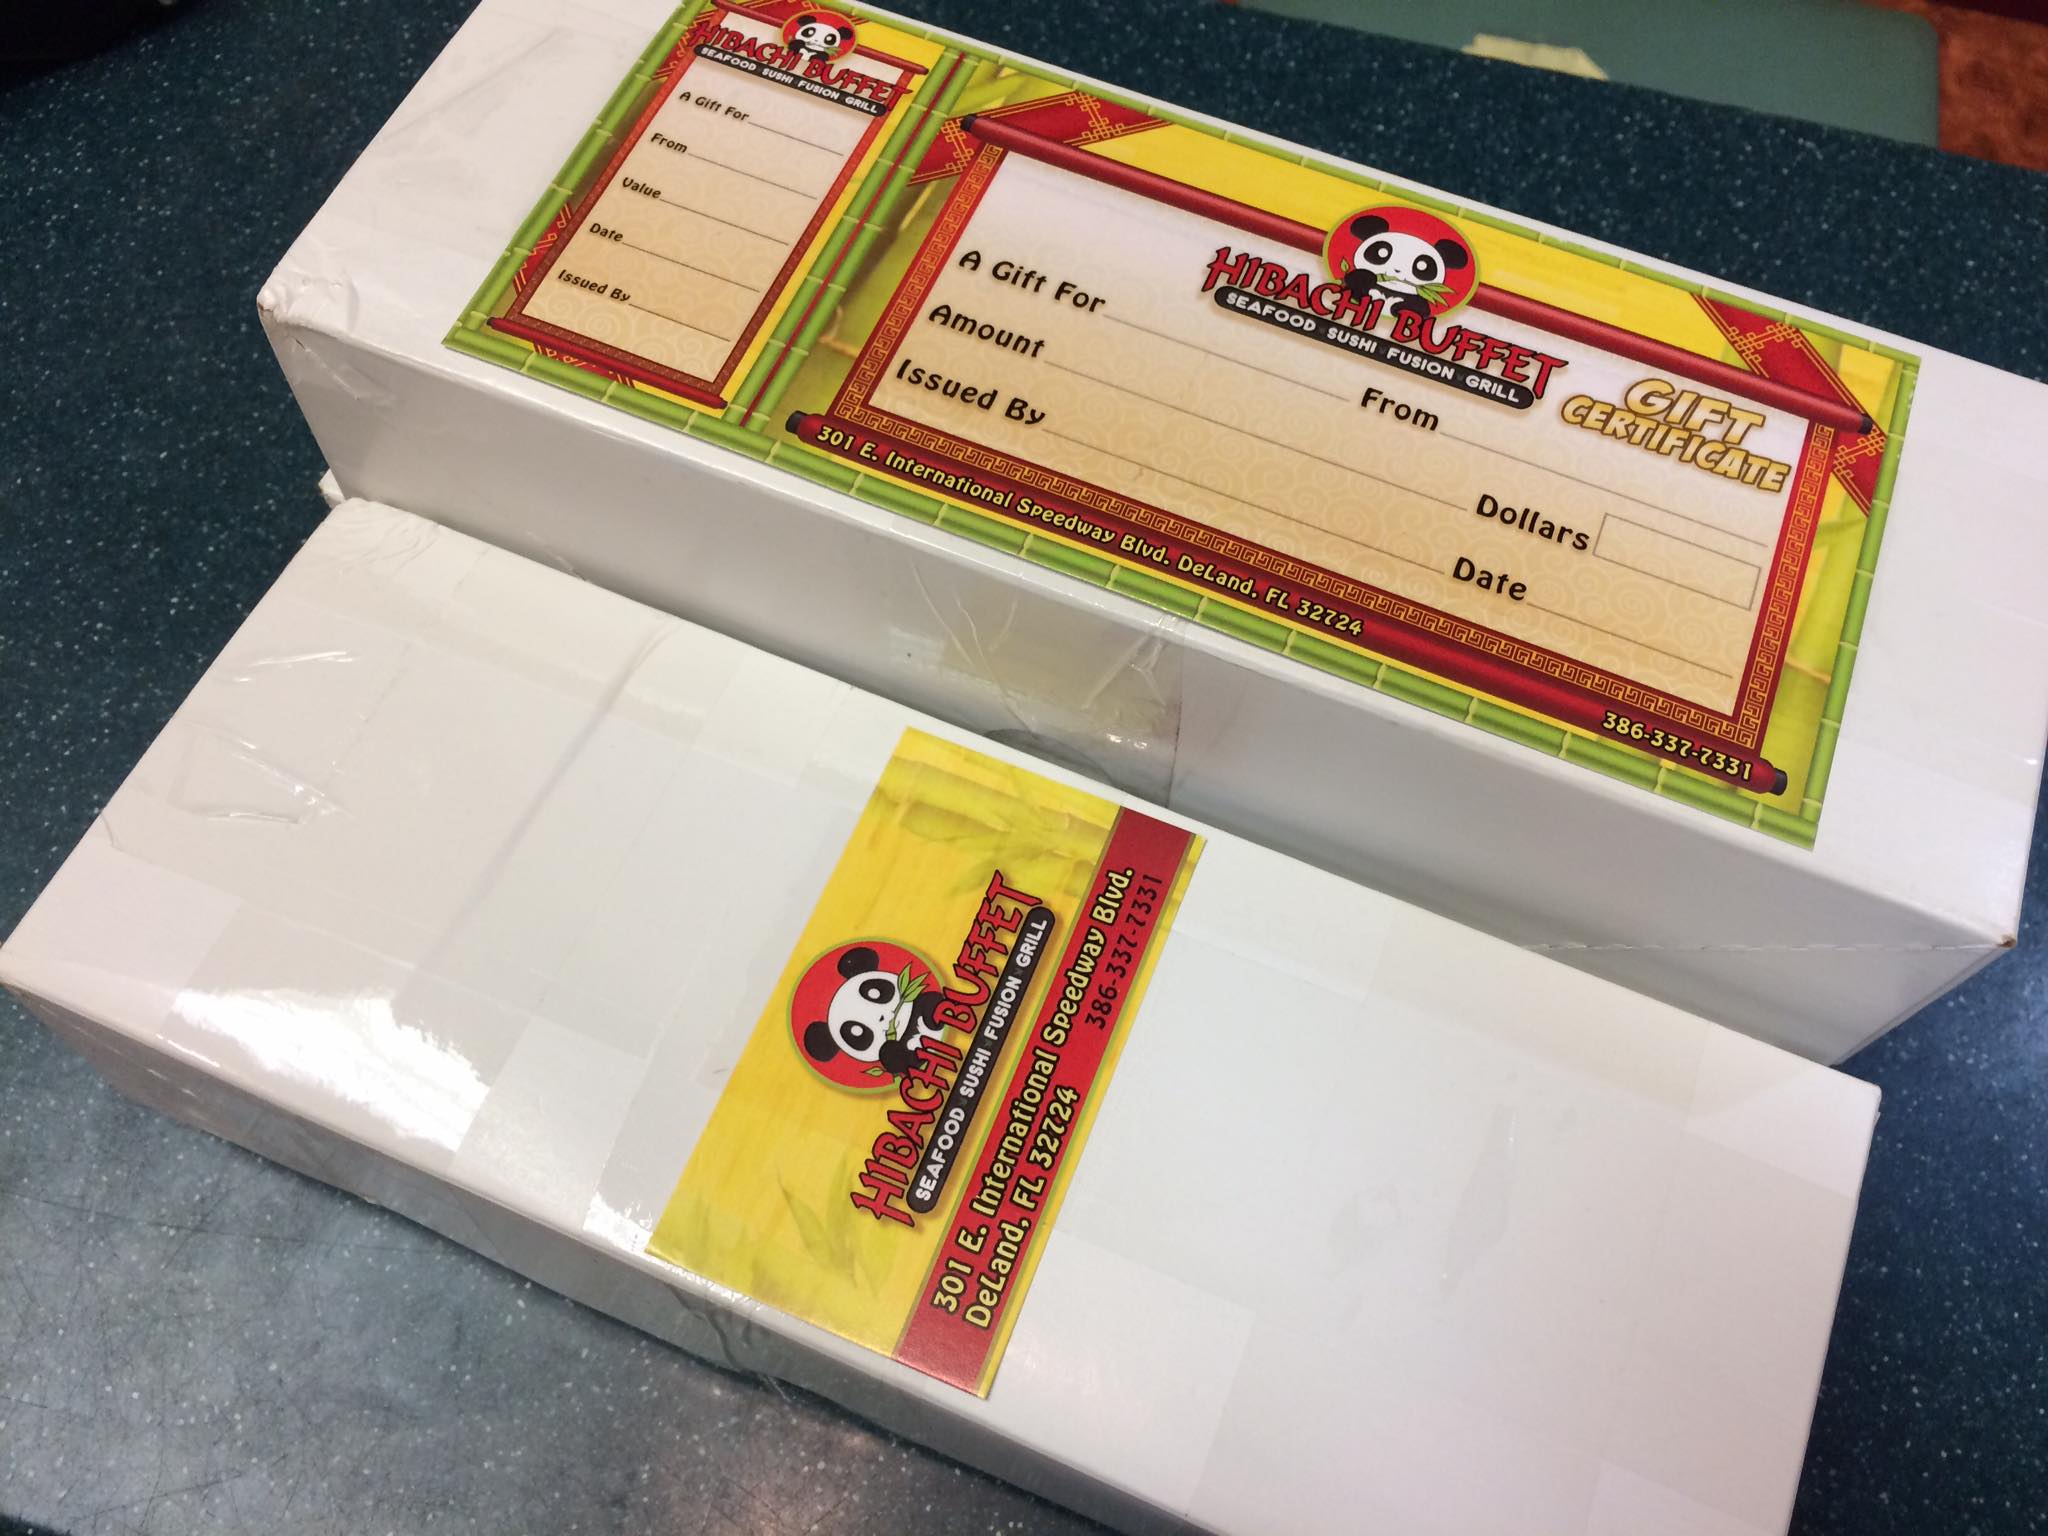 HIBACHI BUFFET
SEAFOOD SUSHI FUSION GRILL
A Gift For
From
Value
Date
Issued By
HIBACHI BUFFET
SEAFOOD SUSHI FUSION GRILL
GIFT
CERTIFICATE
A Gift For From
Amount Dollars
Issued By Date
301 E. International Speedway Blvd. DeLand, FL 32724
386-337-7331
HIBACHI BUFFET
SEAFOOD SUSHI FUSION GRILL
301 E. International Speedway Blvd.
DeLand, FL 32724 386-337-7331